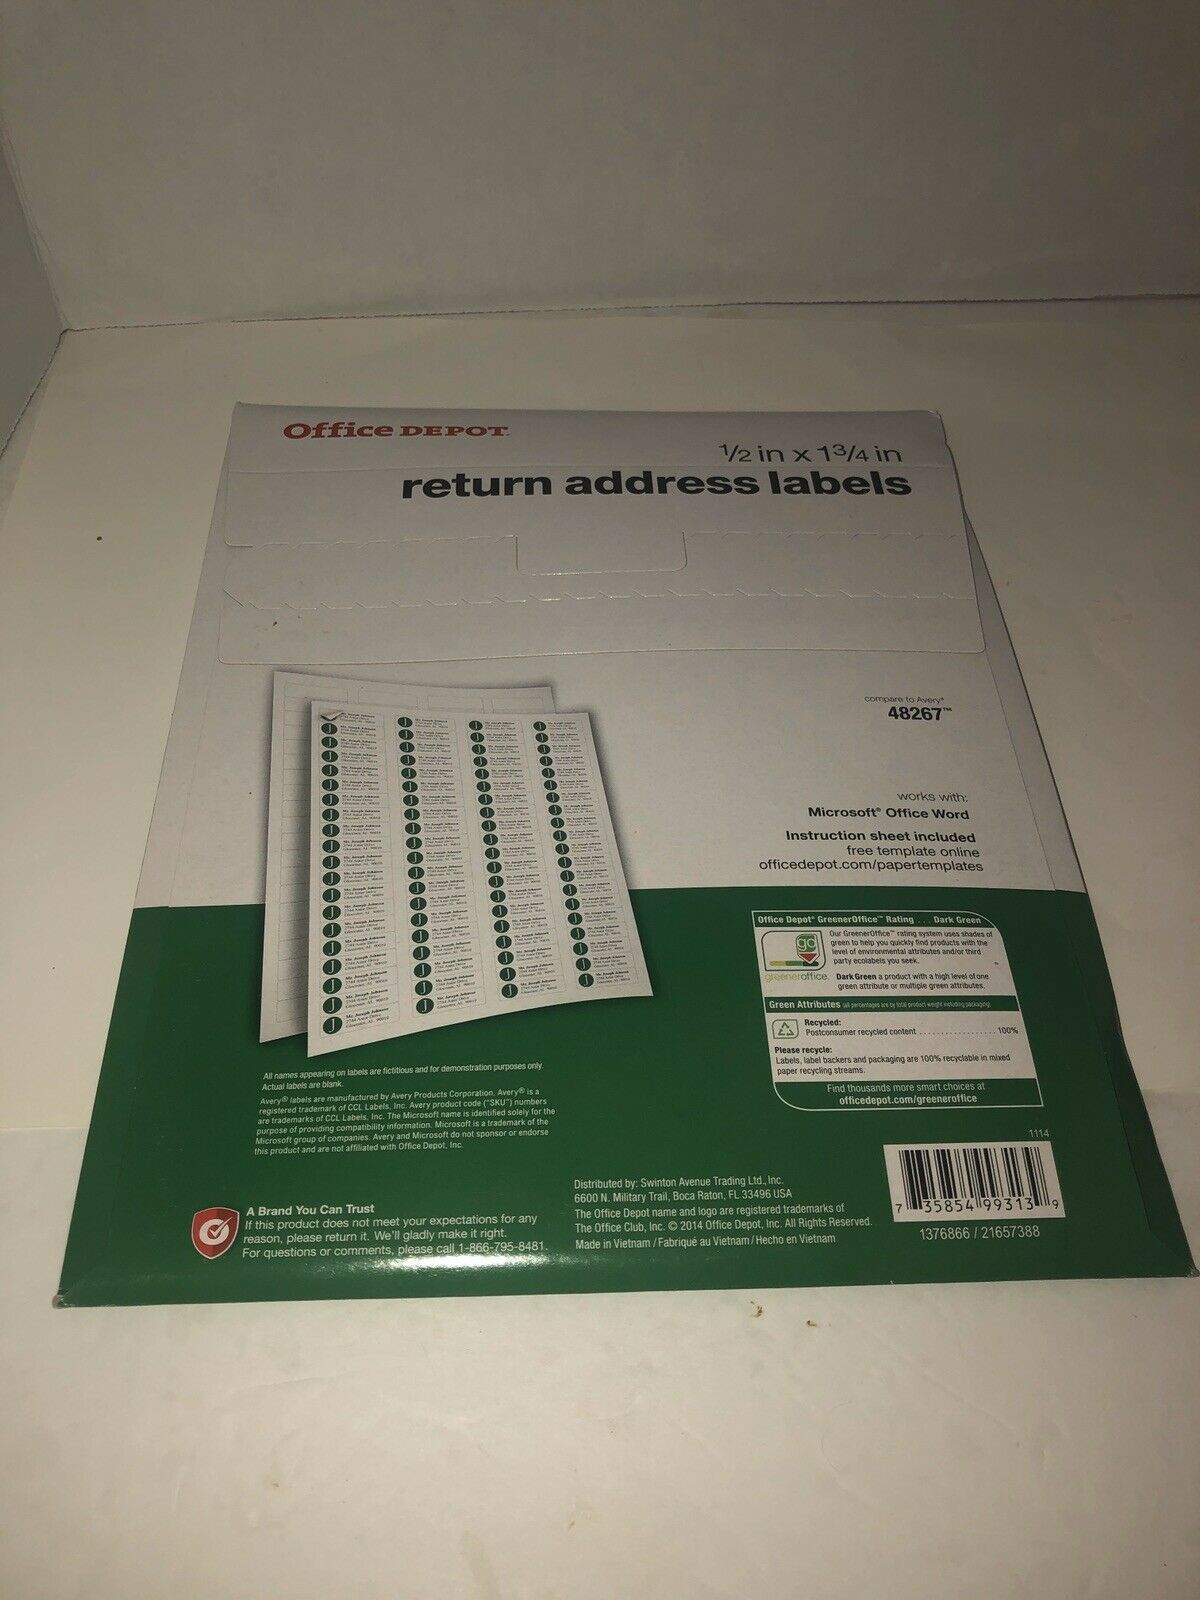 Office DEPOT
1/2 in x 1 3/4 in
return address labels
compare to Avery®
48267™
works with:
Microsoft® Office Word
Instruction sheet included
free template online
officedepot.com/papertemplates
Office Depot® GreenerOffice™ Rating . . . Dark Green
Our GreenerOffice™ rating system uses shades of
green to help you quickly find products with the
level of environmental attributes and/or third
party ecolabels you seek.
go
greeneroffice.
Dark Green a product with a high level of one
green attribute or multiple green attributes.
Green Attributes (all percentages are by total product weight including packaging)
Recycled:
Postconsumer recycled content . . . . . . . . . . . . . . . . . . . 100%
Please recycle:
Labels, label backers and packaging are 100% recyclable in mixed
paper recycling streams.
Find thousands more smart choices at
officedepot.com/greeneroffice
All names appearing on labels are fictitious and for demonstration purposes only.
Actual labels are blank.
Avery® labels are manufactured by Avery Products Corporation. Avery® is a
registered trademark of CCL Labels, Inc. Avery product code ("SKU") numbers
are trademarks of CCL Labels, Inc. The Microsoft name is identified solely for the
purpose of providing compatibility information. Microsoft is a trademark of the
Microsoft group of companies. Avery and Microsoft do not sponsor or endorse
this product and are not affiliated with Office Depot, Inc.
A Brand You Can Trust
If this product does not meet your expectations for any
reason, please return it. We'll gladly make it right.
For questions or comments, please call 1-866-795-8481.
Distributed by: Swinton Avenue Trading Ltd., Inc.
6600 N. Military Trail, Boca Raton, FL 33496 USA
The Office Depot name and logo are registered trademarks of
The Office Club, Inc. © 2014 Office Depot, Inc. All Rights Reserved.
Made in Vietnam / Fabriqué au Vietnam / Hecho en Vietnam
1114
7 35854 99313 9
1376866 / 21657388